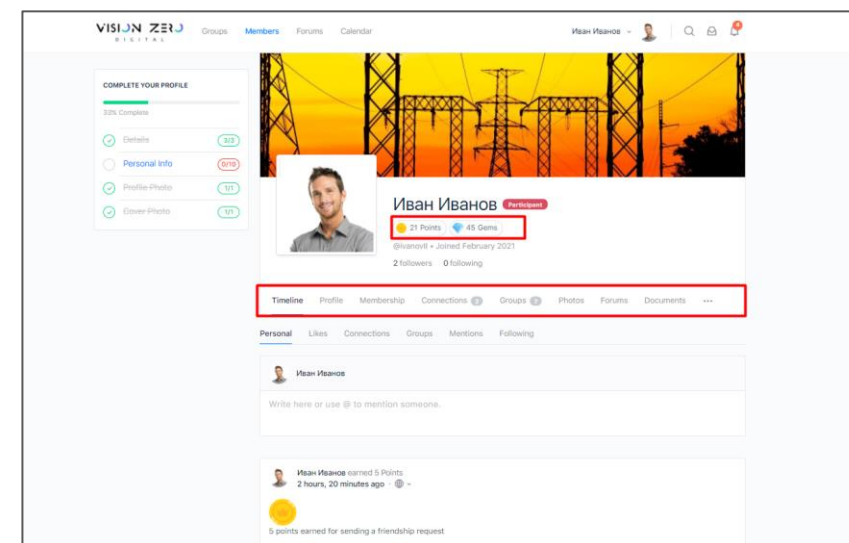 VISION ZERO
DIGITAL
Groups Members Forums Calendar
Иван Иванов
COMPLETE YOUR PROFILE
Complete
Details 3/3
Personal Info 0/10
Profile Photo 1/1
Cover Photo 1/1
Иван Иванов Participant
21 Points 45 Gems
@ivanovii • Joined February 2021
2 followers 0 following
Timeline Profile Membership Connections Groups Photos Forums Documents
Personal Likes Connections Groups Mentions Following
Иван Иванов
Write here or use @ to mention someone.
Иван Иванов earned 5 Points
2 hours, 20 minutes ago
5 points earned for sending a friendship request